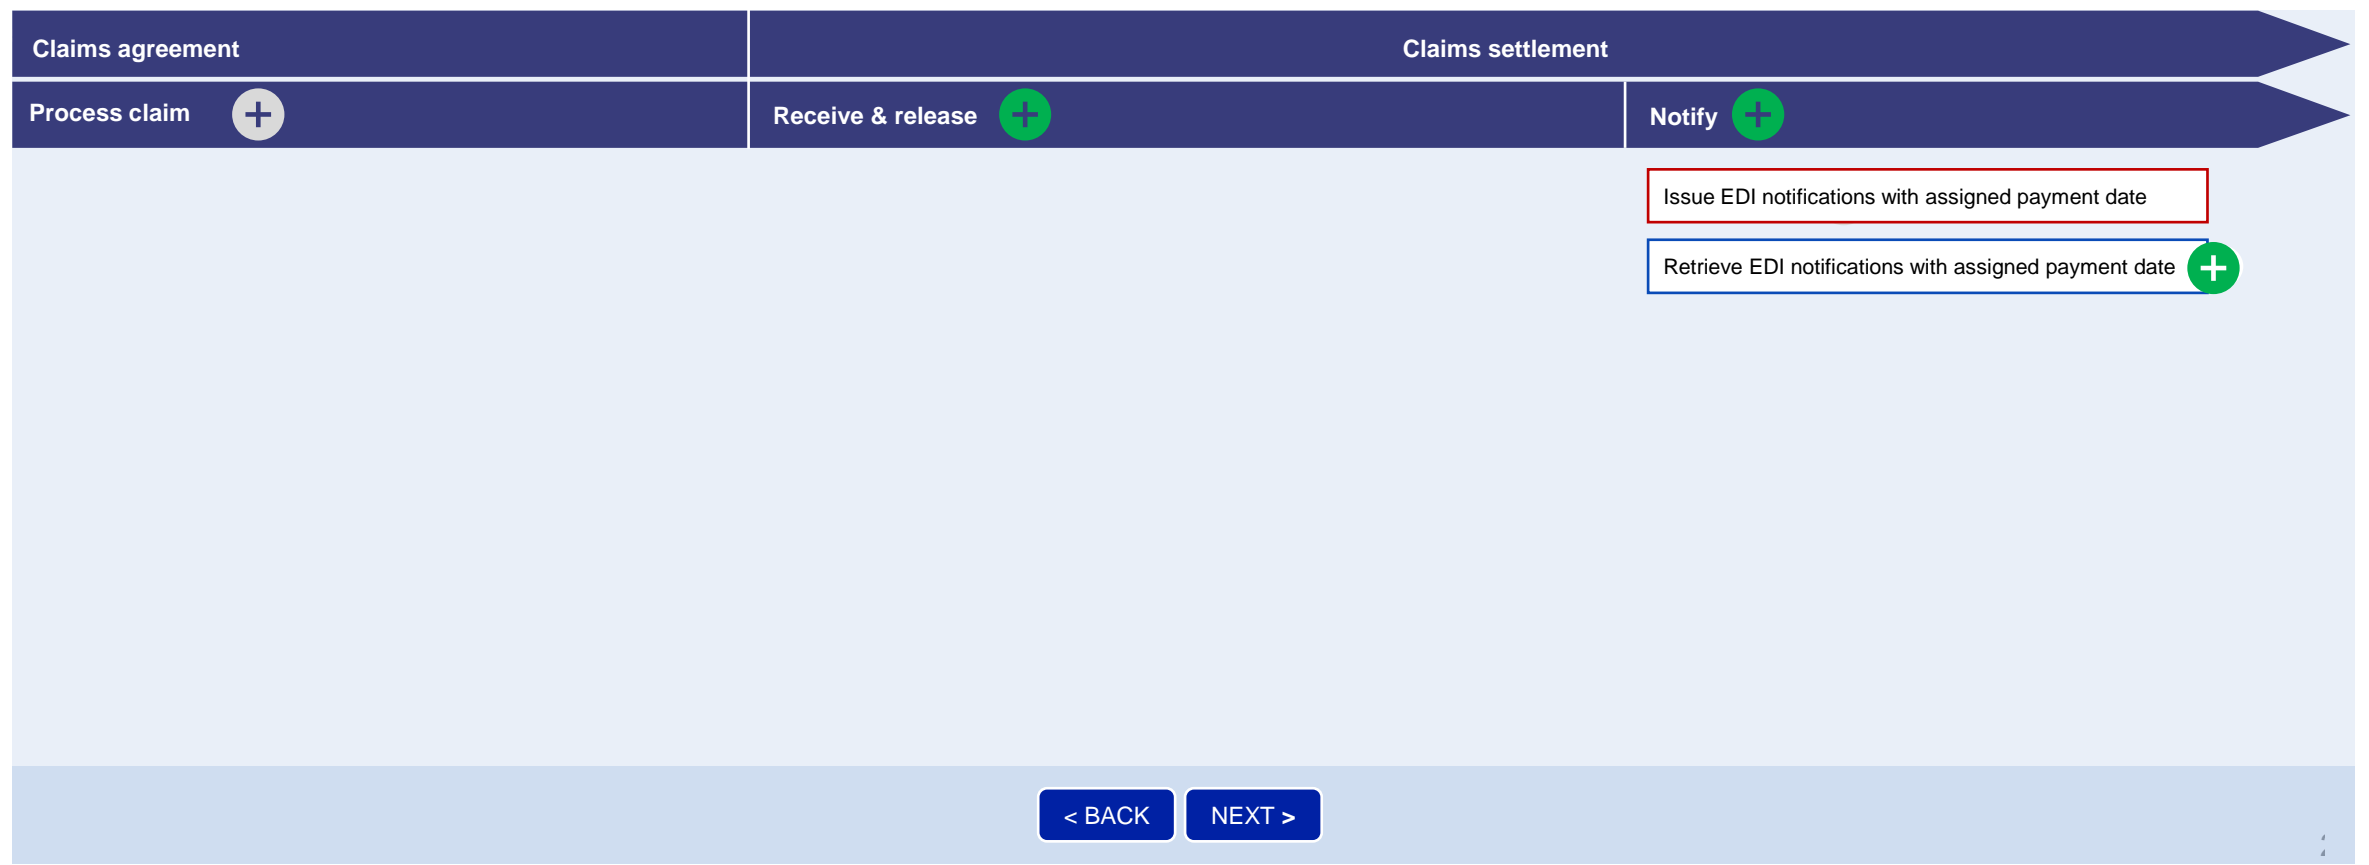 Claims agreement
Claims settlement
Process claim
Receive & release
Notify
Issue EDI notifications with assigned payment date
Retrieve EDI notifications with assigned payment date
< BACK
NEXT >